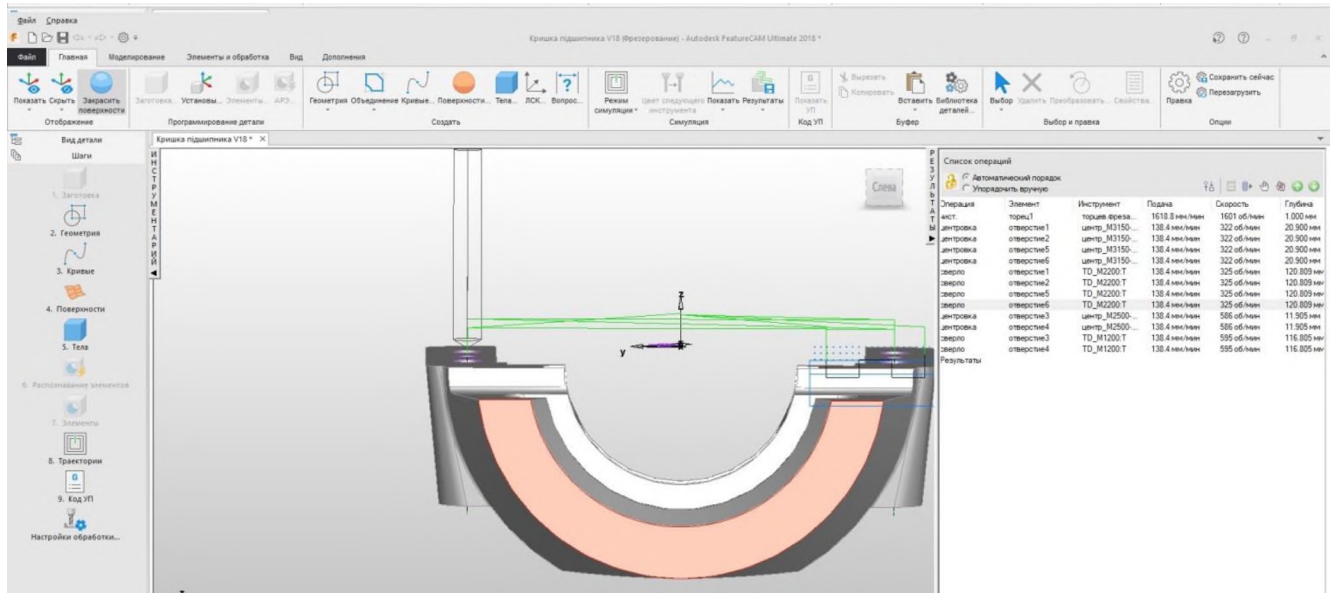 Файл Справка
Кришка підшипника V18 (Фрезерование) - Autodesk FeatureCAM Ultimate 2018 *
Файл Главная Моделирование Элементы и обработка Вид Дополнения
Показать Скрыть Закрасить поверхности
Заготовка... Установы... Элементы... АРЭ...
Геометрия Объединение Кривые... Поверхности... Тела... ЛСК... Вопрос...
Режим симуляции Цвет следующего инструмента Показать Результаты
Показать УП
Вырезать
Копировать
Вставить Библиотека деталей...
Выбор Удалить Преобразовать... Свойства...
Правка
Сохранить сейчас
Перезагрузить
Отображение Программирование детали Создать Симуляция Код УП Буфер Выбор и правка Опции
Вид детали
Шаги
1. Заготовка
2. Геометрия
3. Кривые
4. Поверхности
5. Тела
6. Распознавание элементов
7. Элементы
8. Траектории
9. Код УП
Настройки обработки...
Кришка підшипника V18 *
ИНСТРУМЕНТАРИЙ
Слева
z
y
РЕЗУЛЬТАТЫ
Список операций
Автоматический порядок
Упорядочить вручную
Операция Элемент Инструмент Подача Скорость Глубина
чист. торец1 торцев.фреза... 1618.8 мм/мин 1601 об/мин 1.000 мм
центровка отверстие1 центр_M3150-... 138.4 мм/мин 322 об/мин 20.900 мм
центровка отверстие2 центр_M3150-... 138.4 мм/мин 322 об/мин 20.900 мм
центровка отверстие5 центр_M3150-... 138.4 мм/мин 322 об/мин 20.900 мм
центровка отверстие6 центр_M3150-... 138.4 мм/мин 322 об/мин 20.900 мм
сверло отверстие1 TD_M2200:T 138.4 мм/мин 325 об/мин 120.809 мм
сверло отверстие2 TD_M2200:T 138.4 мм/мин 325 об/мин 120.809 мм
сверло отверстие5 TD_M2200:T 138.4 мм/мин 325 об/мин 120.809 мм
сверло отверстие6 TD_M2200:T 138.4 мм/мин 325 об/мин 120.809 мм
центровка отверстие3 центр_M2500-... 138.4 мм/мин 586 об/мин 11.905 мм
центровка отверстие4 центр_M2500-... 138.4 мм/мин 586 об/мин 11.905 мм
сверло отверстие3 TD_M1200:T 138.4 мм/мин 595 об/мин 116.805 мм
сверло отверстие4 TD_M1200:T 138.4 мм/мин 595 об/мин 116.805 мм
Результаты